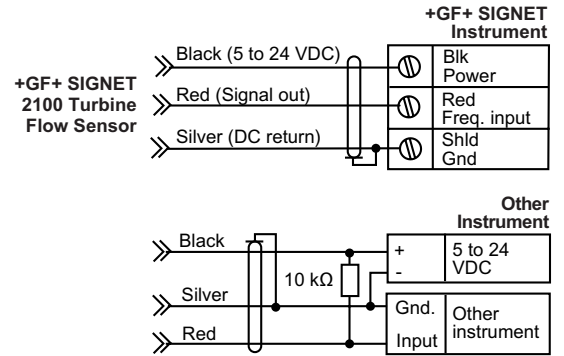 +GF+ SIGNET
Instrument
Black (5 to 24 VDC)
Blk
Power
+GF+ SIGNET
2100 Turbine
Flow Sensor
Red (Signal out)
Red
Freq. input
Silver (DC return)
Shld
Gnd
Other
Instrument
Black
+
-
5 to 24
VDC
10 kΩ
Silver
Gnd.
Other
instrument
Red
Input